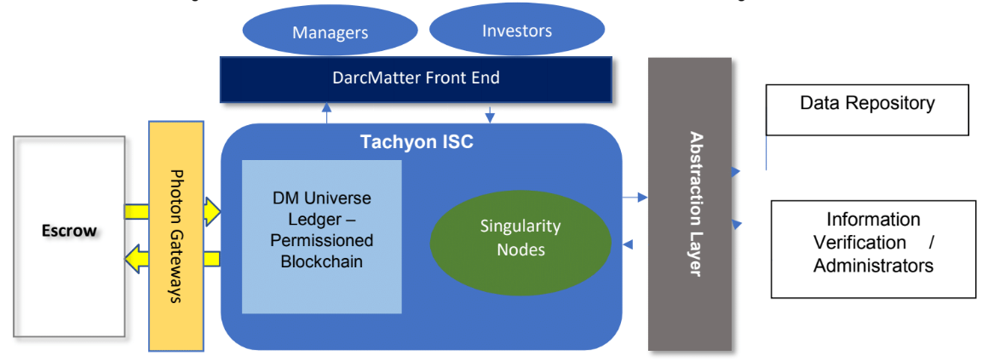 Managers
Investors
DarcMatter Front End
Tachyon ISC
Escrow
Photon Gateways
DM Universe
Ledger –
Permissioned
Blockchain
Singularity
Nodes
Abstraction Layer
Data Repository
Information
Verification /
Administrators